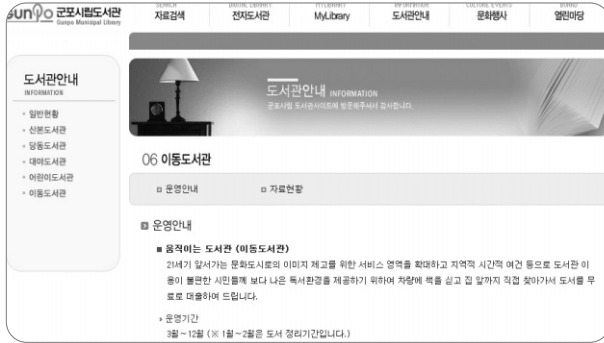 SUNPO 군포시립도서관
Gunpo Municipal Library
SEARCH DIGITAL LIBRARY MYLIBRARY INFORMATION CULTURE EVENTS BOARD
자료검색 전자도서관 MyLibrary 도서관안내 문화행사 열린마당
도서관안내
INFORMATION
일반현황
산본도서관
당동도서관
대야도서관
어린이도서관
이동도서관
도서관안내 INFORMATION
군포시립 도서관사이트에 방문해주셔서 감사합니다.
06 이동도서관
운영안내 자료현황
운영안내
■ 움직이는 도서관 (이동도서관)
21세기 앞서가는 문화도시로의 이미지 제고를 위한 서비스 영역을 확대하고 지역적 시간적 여건 등으로 도서관 이
용이 불편한 시민들께 보다 나은 독서환경을 제공하기 위하여 차량에 책을 싣고 집 앞까지 직접 찾아가서 도서를 무
료로 대출하여 드립니다.
› 운영기간
3월~12월 (※ 1월~2월은 도서 정리기간입니다.)